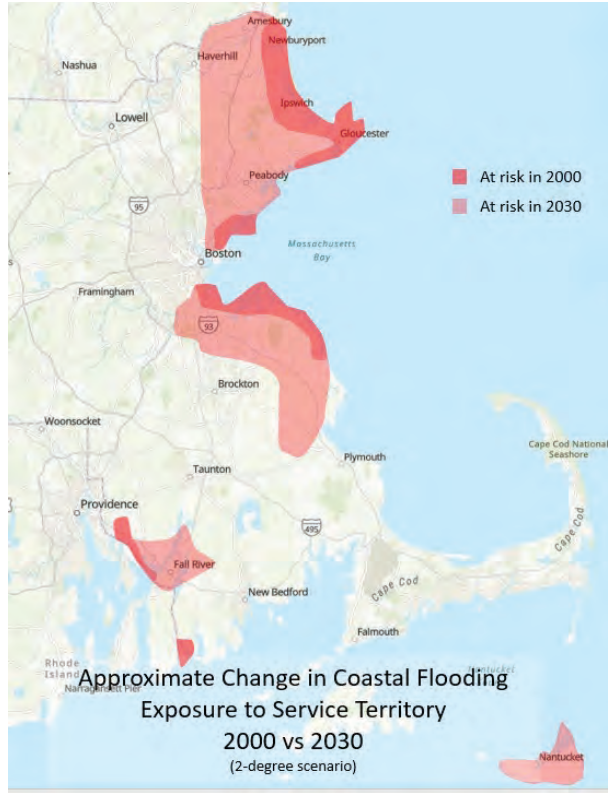 Amesbury
Newburyport
Haverhill
Nashua
Ipswich
Lowell
Gloucester
Peabody
At risk in 2000
95
At risk in 2030
Massachusetts
Bay
Boston
Framingham
93
Brockton
Woonsocket
Cape Cod National
Seashore
Plymouth
Taunton
Providence
495
Cape Cod
Fall River
Cape Cod
New Bedford
Falmouth
Rhode
Island
Nantucket
Approximate Change in Coastal Flooding
Narragansett Pier
Exposure to Service Territory
2000 vs 2030
(2-degree scenario)
Nantucket